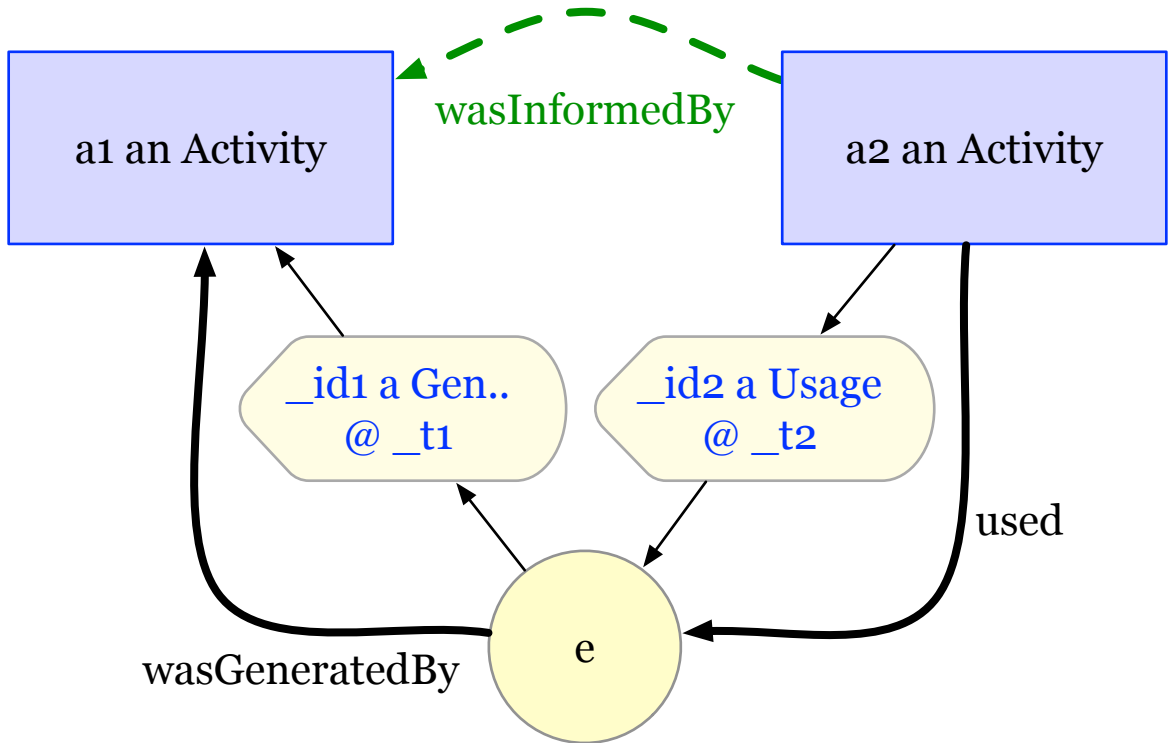 wasInformedBy
a1 an Activity
a2 an Activity
_id1 a Gen..
@ _t1
_id2 a Usage
@ _t2
used
e
wasGeneratedBy